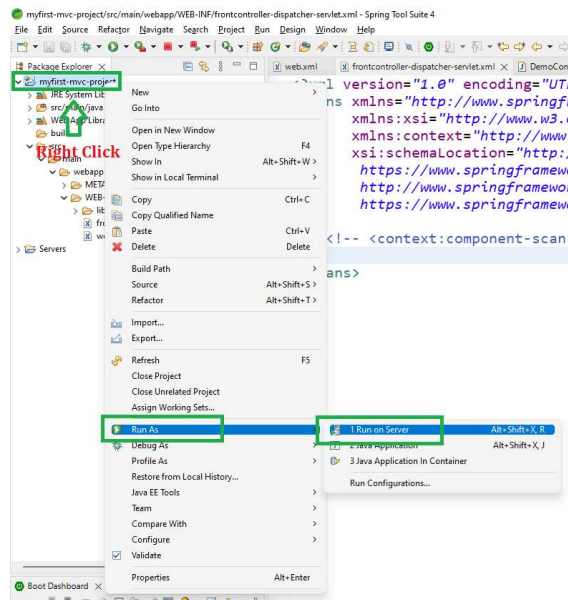 myfirst-mvc-project/src/main/webapp/WEB-INF/frontcontroller-dispatcher-servlet.xml - Spring Tool Suite 4
File Edit Source Refactor Navigate Search Project Run Design Window Help
Package Explorer
web.xml
frontcontroller-dispatcher-servlet.xml
DemoCon
myfirst-mvc-project
JRE System Lib
src/main/java
Web App Libra
buil
src
main
webapp
META
WEB-
lib
fro
we
Servers
Right Click
New
Go Into
Open in New Window
Open Type Hierarchy F4
Show In Alt+Shift+W >
Show in Local Terminal
Copy Ctrl+C
Copy Qualified Name
Paste Ctrl+V
Delete Delete
Build Path
Source Alt+Shift+S >
Refactor Alt+Shift+T >
Import...
Export...
Refresh F5
Close Project
Close Unrelated Project
Assign Working Sets...
Run As
Debug As
Profile As
Restore from Local History...
Java EE Tools
Team
Compare With
Configure
Validate
Properties Alt+Enter
1 Run on Server Alt+Shift+X, R
2 Java Application Alt+Shift+X, J
3 Java Application In Container
Run Configurations...
version="1.0" encoding="UTF
ns xmlns="http://www.springf
xmlns:xsi="http://www.w3.o
xmlns:context="http://www
xsi:schemaLocation="http:/
https://www.springframewo
http://www.springframewor
https://www.springframewo
<!-- <context:component-scan
ans>
Boot Dashboard